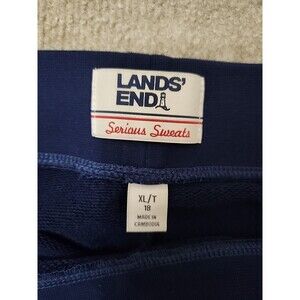 LANDS'
END
Serious Sweats
XL/T
18
MADE IN
CAMBODIA